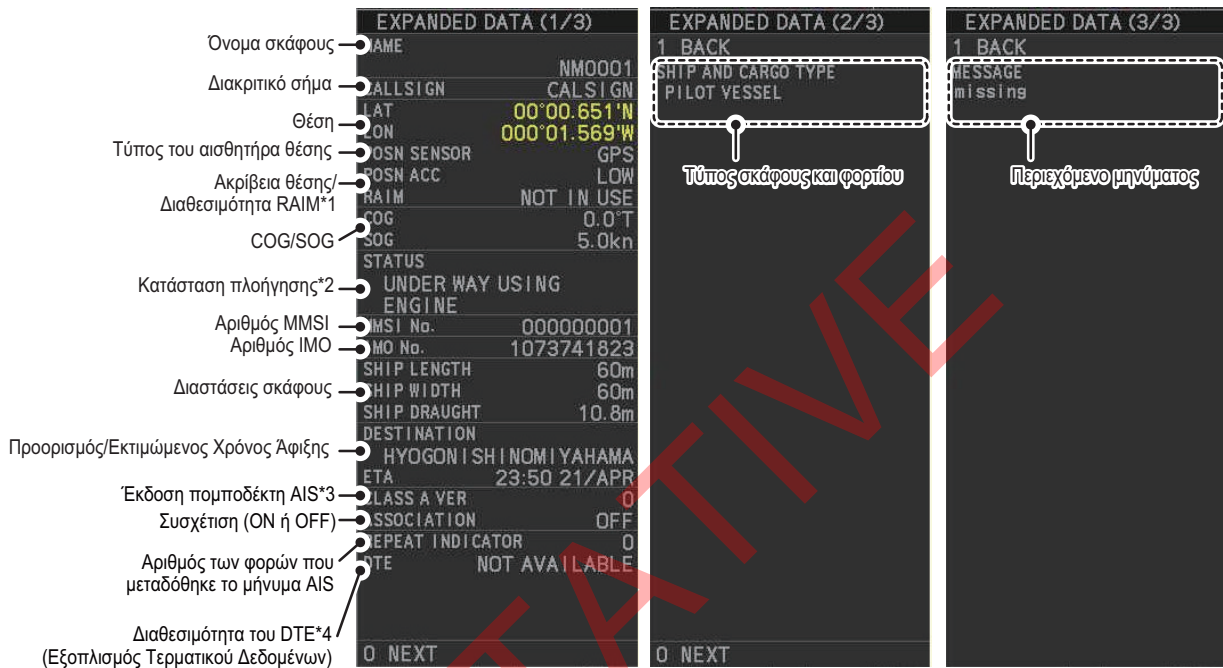 Όνομα σκάφους
Διακριτικό σήμα
Θέση
Τύπος του αισθητήρα θέσης
Ακρίβεια θέσης/
Διαθεσιμότητα RAIM*1
COG/SOG
Κατάσταση πλοήγησης*2
Αριθμός MMSI
Αριθμός IMO
Διαστάσεις σκάφους
Προορισμός/Εκτιμώμενος Χρόνος Άφιξης
Έκδοση πομποδέκτη AIS*3
Συσχέτιση (ON ή OFF)
Αριθμός των φορών που
μεταδόθηκε το μήνυμα AIS
Διαθεσιμότητα του DTE*4
(Εξοπλισμός Τερματικού Δεδομένων)
EXPANDED DATA (1/3)
NAME
NM0001
CALLSIGN CALSIGN
LAT 00°00.651'N
LON 000°01.569'W
POSN SENSOR GPS
POSN ACC LOW
RAIM NOT IN USE
COG 0.0°T
SOG 5.0kn
STATUS
UNDER WAY USING
ENGINE
MMSI No. 000000001
IMO No. 1073741823
SHIP LENGTH 60m
SHIP WIDTH 60m
SHIP DRAUGHT 10.8m
DESTINATION
HYOGONISHINOMIYAHAMA
ETA 23:50 21/APR
CLASS A VER 0
ASSOCIATION OFF
REPEAT INDICATOR 0
DTE NOT AVAILABLE
0 NEXT
EXPANDED DATA (2/3)
1 BACK
SHIP AND CARGO TYPE
PILOT VESSEL
Τύπος σκάφους και φορτίου
0 NEXT
EXPANDED DATA (3/3)
1 BACK
MESSAGE
missing
Περιεχόμενο μηνύματος
TATIVE